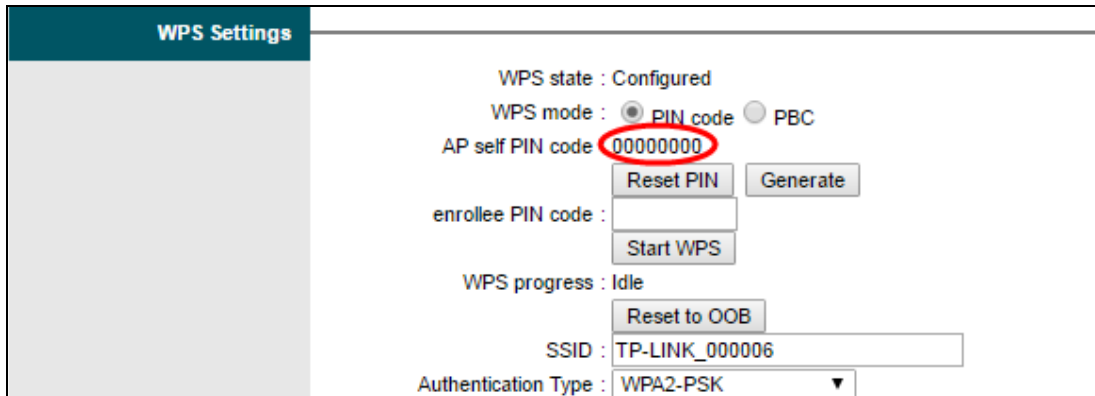 WPS Settings
WPS state : Configured
WPS mode : PIN code PBC
AP self PIN code 00000000
Reset PIN Generate
enrollee PIN code :
Start WPS
WPS progress : Idle
Reset to OOB
SSID : TP-LINK_000006
Authentication Type : WPA2-PSK